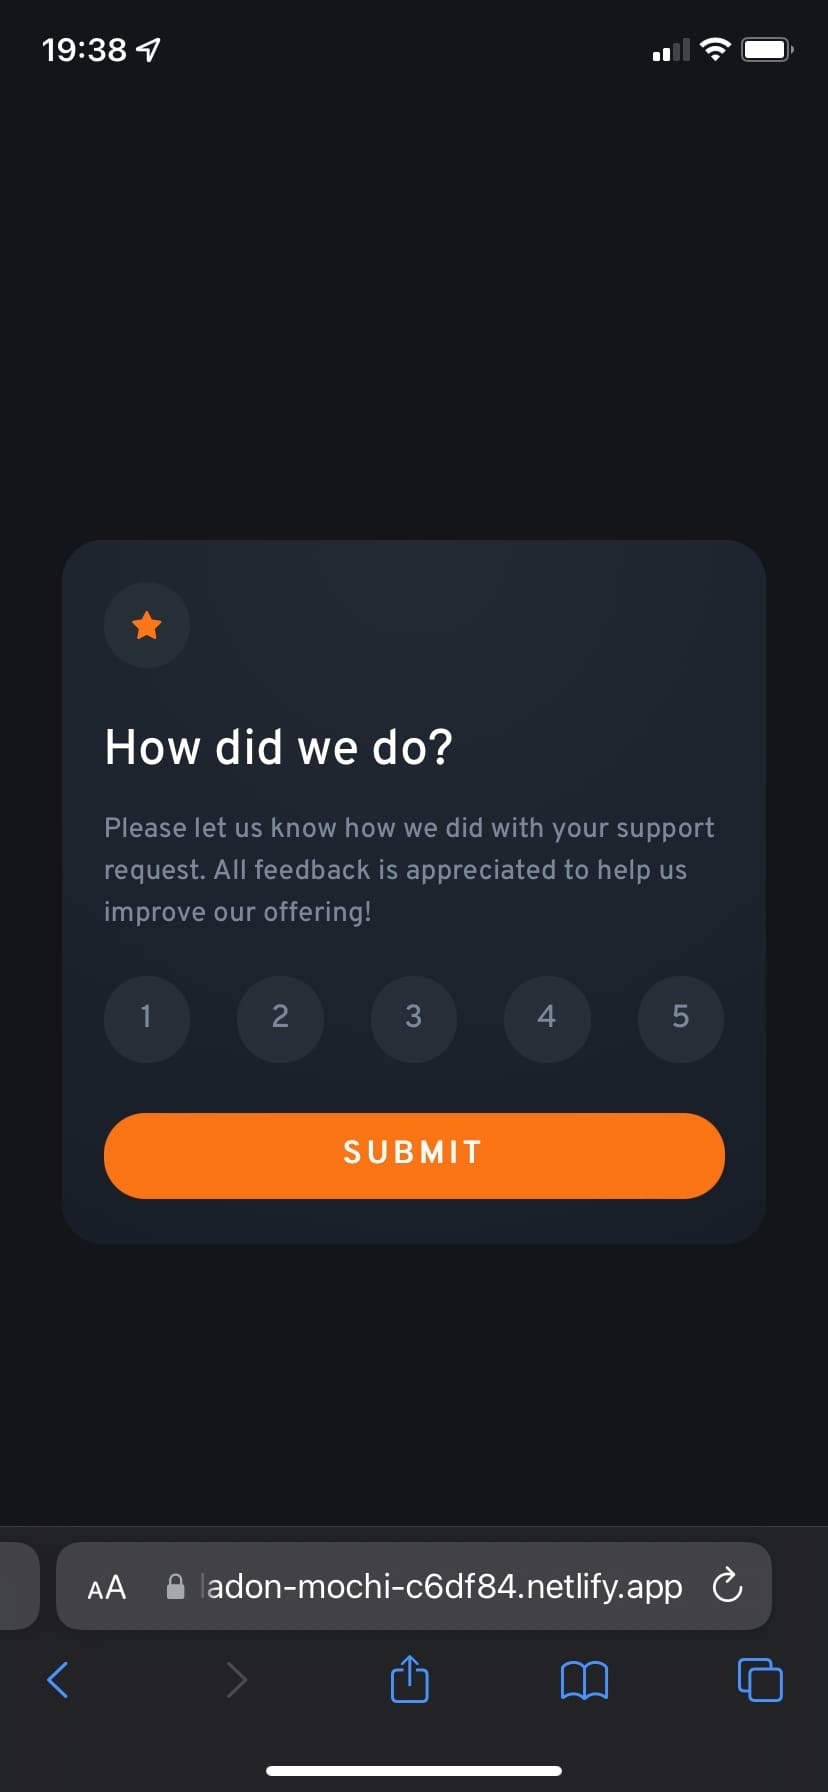 19:38
How did we do?
Please let us know how we did with your support
request. All feedback is appreciated to help us
improve our offering!
1 2 3 4 5
SUBMIT
AA ladon-mochi-c6df84.netlify.app